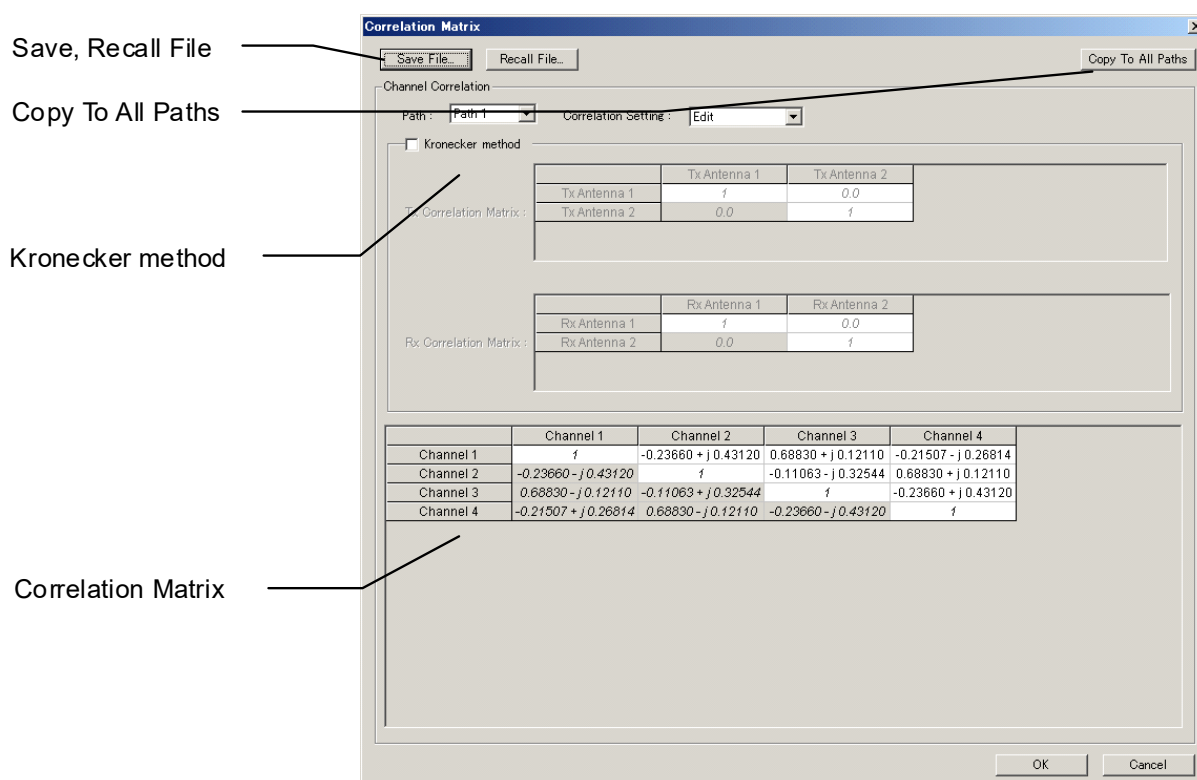 Correlation Matrix
Save, Recall File
Save File...
Recall File...
Copy To All Paths
Channel Correlation
Copy To All Paths
Path :
Path 1
Correlation Setting :
Edit
Kronecker method
Tx Antenna 1 Tx Antenna 2
Tx Antenna 1 1 0.0
Tx Correlation Matrix : Tx Antenna 2 0.0 1
Kronecker method
Rx Antenna 1 Rx Antenna 2
Rx Antenna 1 1 0.0
Rx Correlation Matrix : Rx Antenna 2 0.0 1
Channel 1 Channel 2 Channel 3 Channel 4
Channel 1 1 -0.23660 + j 0.43120 0.68830 + j 0.12110 -0.21507 - j 0.26814
Channel 2 -0.23660 - j 0.43120 1 -0.11063 - j 0.32544 0.68830 + j 0.12110
Channel 3 0.68830 - j 0.12110 -0.11063 + j 0.32544 1 -0.23660 + j 0.43120
Channel 4 -0.21507 + j 0.26814 0.68830 - j 0.12110 -0.23660 - j 0.43120 1
Correlation Matrix
OK
Cancel